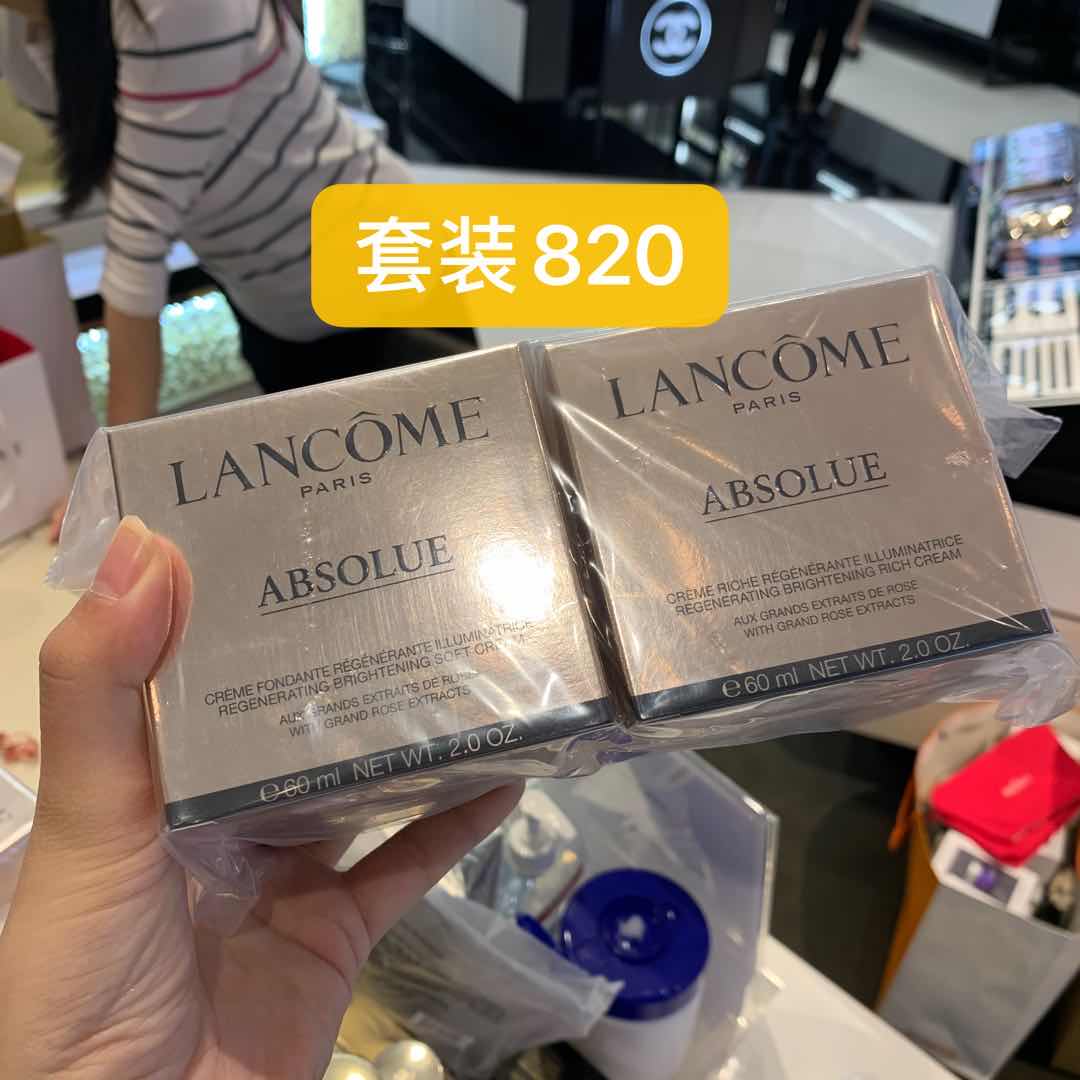 套装820
LANCÔME
PARIS
ABSOLUE
CRÈME FONDANTE RÉGÉNÉRANTE ILLUMINATRICE
REGENERATING BRIGHTENING SOFT CREAM
AUX GRANDS EXTRAITS DE ROSE
WITH GRAND ROSE EXTRACTS
℮60 ml NET WT. 2.0 OZ.
LANCÔME
PARIS
ABSOLUE
CRÈME RICHE RÉGÉNÉRANTE ILLUMINATRICE
REGENERATING BRIGHTENING RICH CREAM
AUX GRANDS EXTRAITS DE ROSE
WITH GRAND ROSE EXTRACTS
℮60 ml NET WT. 2.0 OZ.